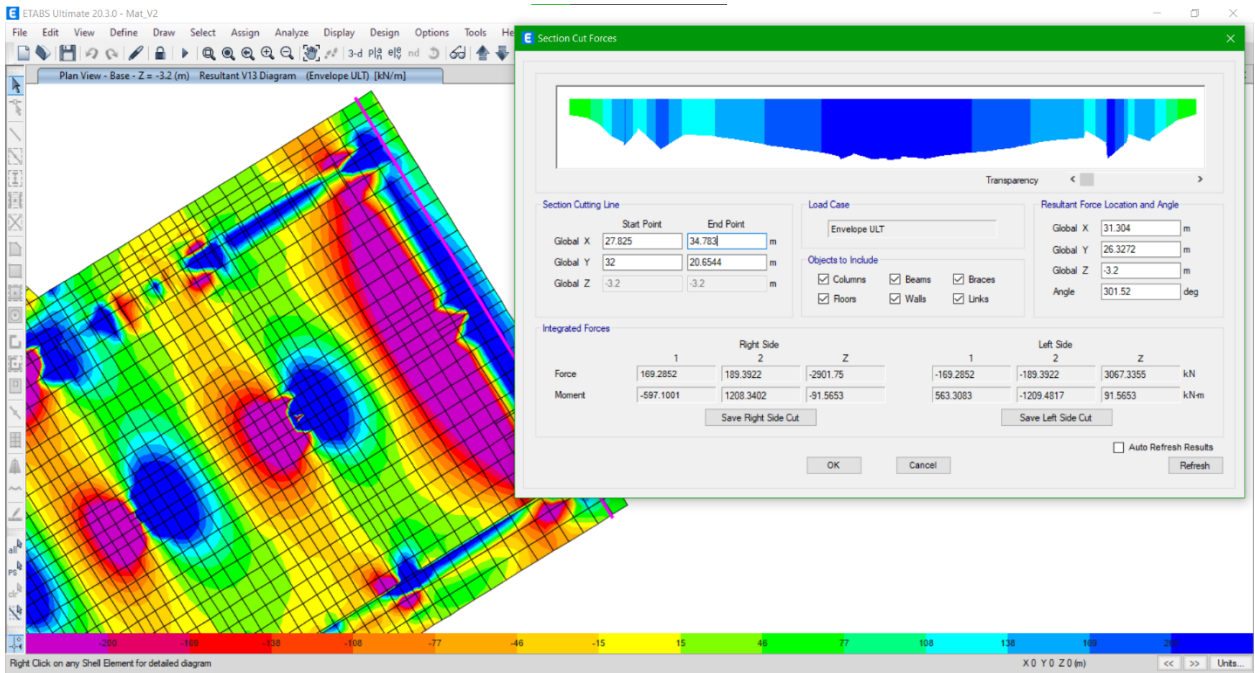 ETABS Ultimate 20.3.0 - Mat_V2
File Edit View Define Draw Select Assign Analyze Display Design Options Tools He
3-d nd
Plan View - Base - Z = -3.2 (m) Resultant V13 Diagram (Envelope ULT) [kN/m]
all
PS
clr
-200 -169 -138 -108 -77 -46 -15 15 46 77 108 138 169
Right Click on any Shell Element for detailed diagram
X 0 Y 0 Z 0 (m)
<< >> Units...
Section Cut Forces
Transparency < >
Section Cutting Line
Start Point End Point
Global X 27.825 34.783 m
Global Y 32 20.6544 m
Global Z -3.2 -3.2 m
Load Case
Envelope ULT
Objects to Include
Columns Beams Braces
Floors Walls Links
Resultant Force Location and Angle
Global X 31.304 m
Global Y 26.3272 m
Global Z -3.2 m
Angle 301.52 deg
Integrated Forces
Right Side Left Side
1 2 Z 1 2 Z
Force 169.2852 189.3922 -2901.75 -169.2852 -189.3922 3067.3355 kN
Moment -597.1001 1208.3402 -91.5653 563.3083 -1209.4817 91.5653 kN-m
Save Right Side Cut Save Left Side Cut
Auto Refresh Results
OK Cancel Refresh